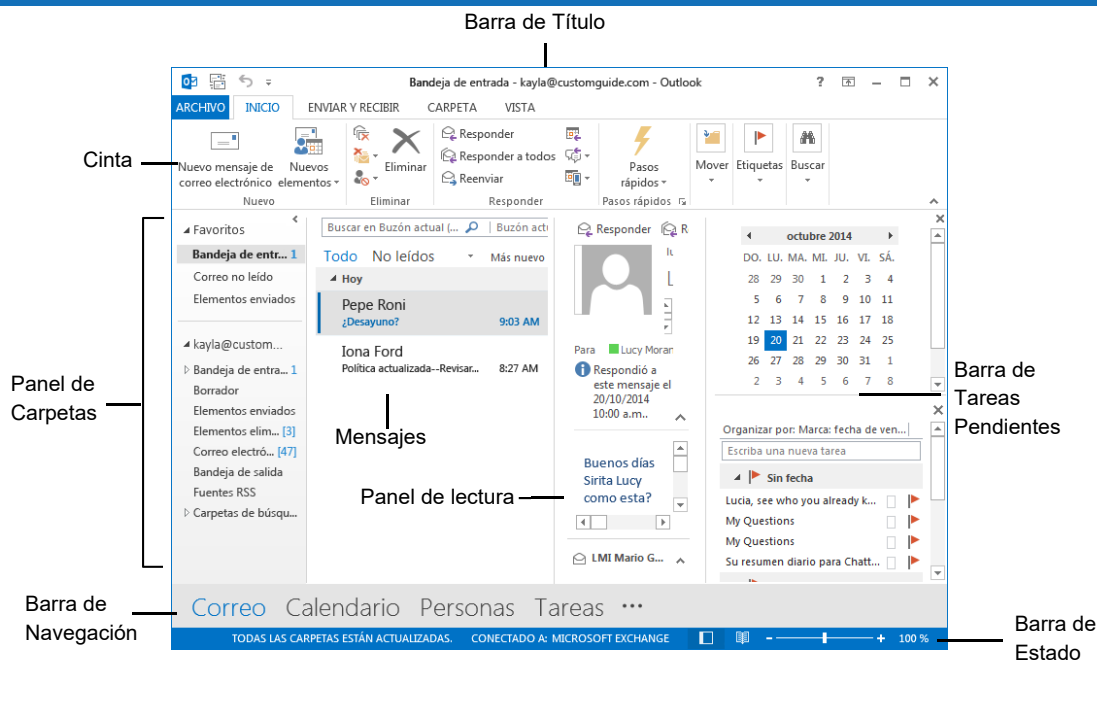 Barra de Título
Bandeja de entrada - kayla@customguide.com - Outlook
?
ARCHIVO INICIO ENVIAR Y RECIBIR CARPETA VISTA
Cinta
Nuevo mensaje de
correo electrónico
Nuevos
elementos
Nuevo
Eliminar
Eliminar
Responder
Responder a todos
Reenviar
Responder
Pasos
rápidos
Pasos rápidos
Mover
Etiquetas
Buscar
Panel de
Carpetas
Favoritos
Bandeja de entr... 1
Correo no leído
Elementos enviados
kayla@custom...
Bandeja de entra... 1
Borrador
Elementos enviados
Elementos elim... [3]
Correo electró... [47]
Bandeja de salida
Fuentes RSS
Carpetas de búsqu...
Buscar en Buzón actual (... Buzón actu
Todo No leídos Más nuevo
Hoy
Pepe Roni
¿Desayuno? 9:03 AM
Iona Ford
Política actualizada--Revisar... 8:27 AM
Mensajes
Panel de lectura
Responder R
Para Lucy Moran
Respondió a
este mensaje el
20/10/2014
10:00 a.m..
Buenos días
Sirita Lucy
como esta?
LMI Mario G...
octubre 2014
DO. LU. MA. MI. JU. VI. SÁ.
28 29 30 1 2 3 4
5 6 7 8 9 10 11
12 13 14 15 16 17 18
19 20 21 22 23 24 25
26 27 28 29 30 31 1
2 3 4 5 6 7 8
Barra de
Tareas
Pendientes
Organizar por: Marca: fecha de ven...
Escriba una nueva tarea
Sin fecha
Lucia, see who you already k...
My Questions
My Questions
Su resumen diario para Chatt...
Barra de
Navegación
Correo Calendario Personas Tareas •••
TODAS LAS CARPETAS ESTÁN ACTUALIZADAS. CONECTADO A: MICROSOFT EXCHANGE 100 %
Barra de
Estado